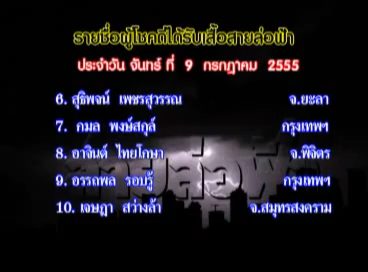 รายชื่อผู้โชคดีได้รับเสื้อสายล่อฟ้า
ประจำวัน จันทร์ ที่ 9 กรกฎาคม 2555
6. สุธิพจน์ เพชรสุวรรณ จ.ยะลา
7. กมล พงษ์สกุล์ กรุงเทพฯ
8. อาจินต์ ไทยโกษา จ.พิจิตร
9. อรรถพล รอบรู้ กรุงเทพฯ
10. เจษฎา สว่างล้า จ.สมุทรสงคราม